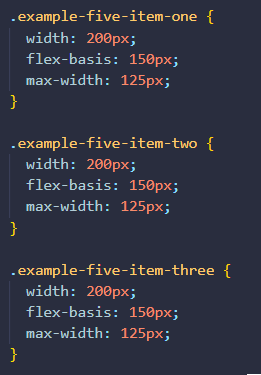 .example-five-item-one {
width: 200px;
flex-basis: 150px;
max-width: 125px;
}
.example-five-item-two {
width: 200px;
flex-basis: 150px;
max-width: 125px;
}
.example-five-item-three {
width: 200px;
flex-basis: 150px;
max-width: 125px;
}